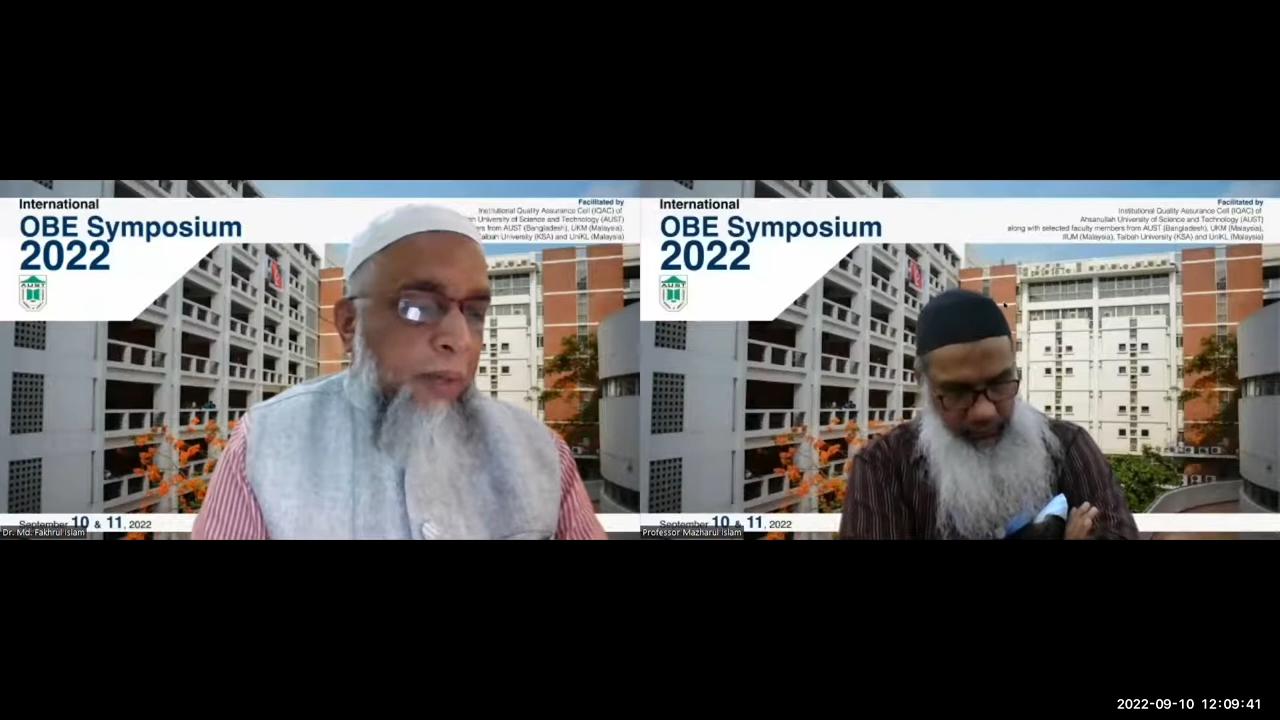 International
OBE Symposium
2022
AUST
Facilitated by
Institutional Quality Assurance Cell (IQAC) of
University of Science and Technology (AUST)
from AUST (Bangladesh), UKM (Malaysia),
Taibah University (KSA) and UniKL (Malaysia)
September 10 & 11, 2022
Dr. Md. Fakhrul Islam
International
OBE Symposium
2022
AUST
Facilitated by
Institutional Quality Assurance Cell (IQAC) of
Ahsanullah University of Science and Technology (AUST)
along with selected faculty members from AUST (Bangladesh), UKM (Malaysia),
IIUM (Malaysia), Taibah University (KSA) and UniKL (Malaysia)
September 10 & 11, 2022
Professor Mazharul Islam
2022-09-10 12:09:41